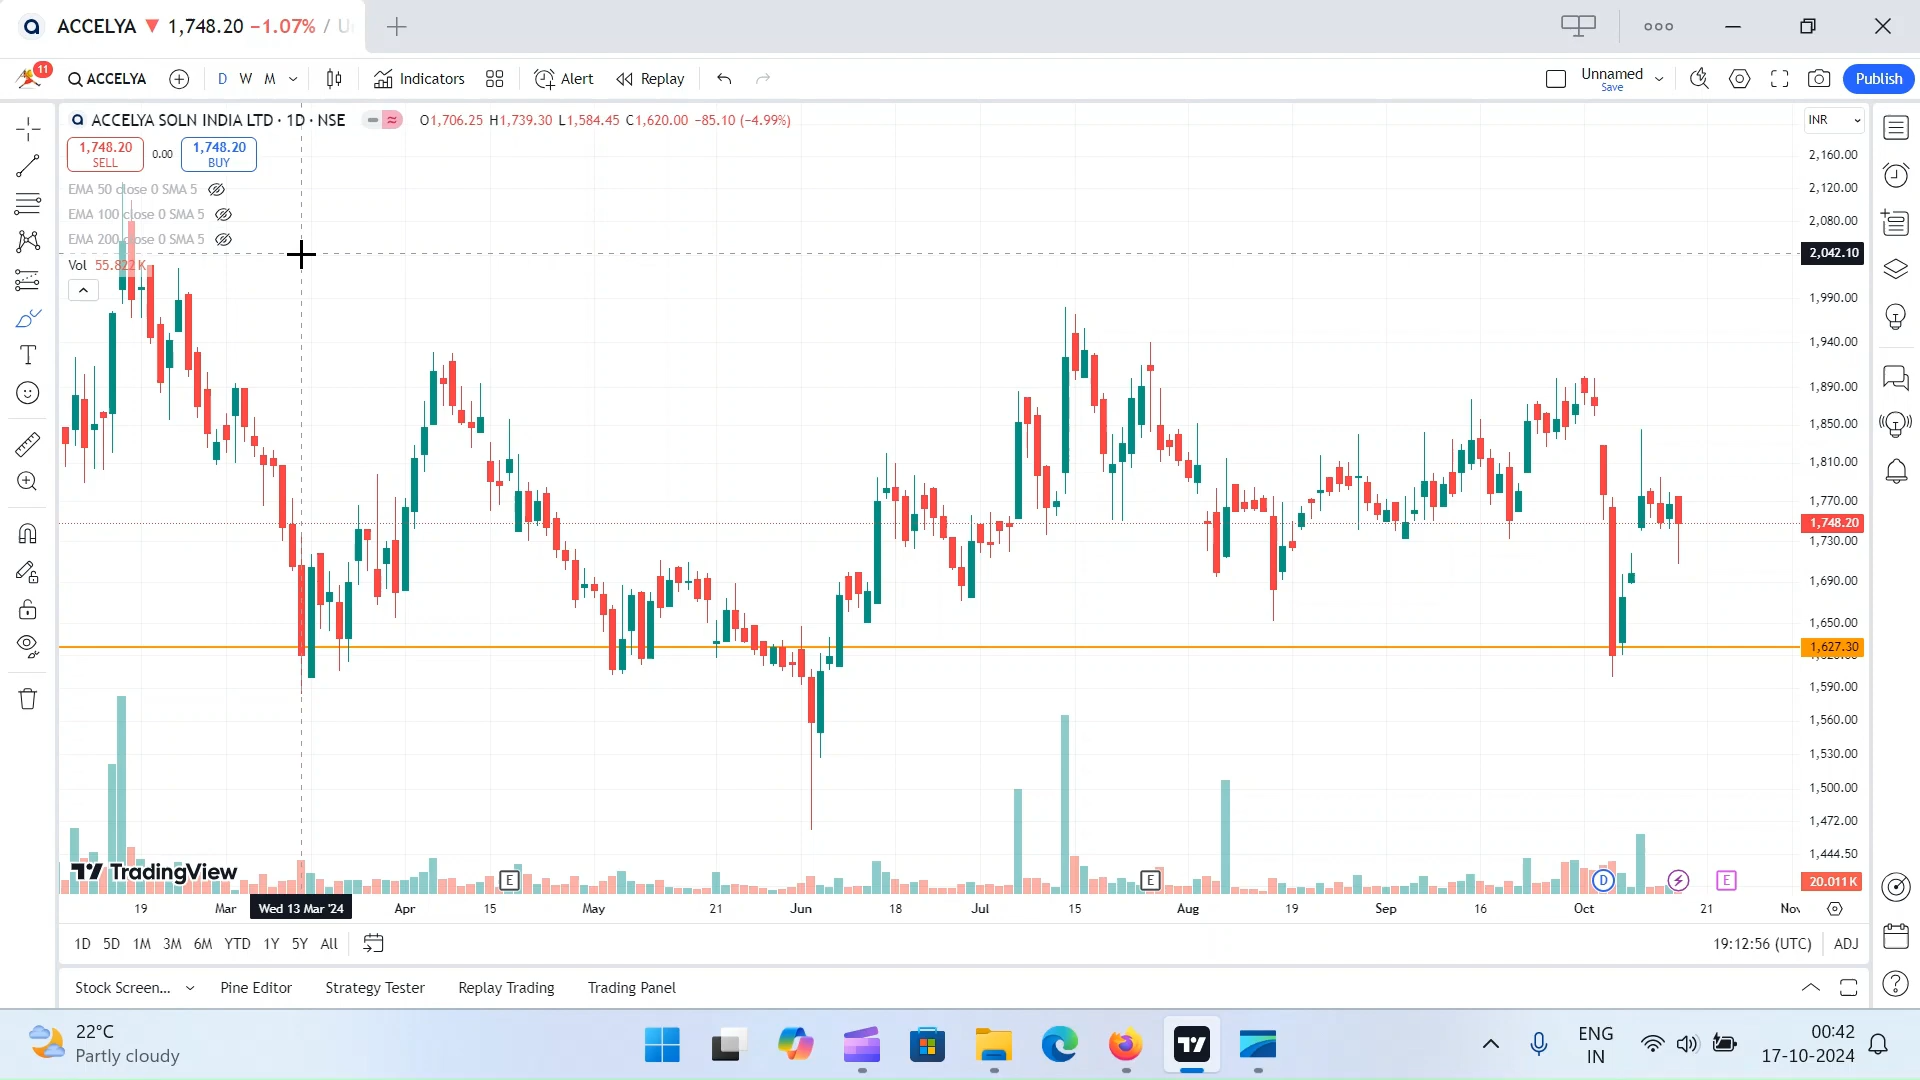 ACCELYA ▼ 1,748.20 −1.07% / U
11
ACCELYA D W M Indicators Alert Replay
Unnamed
Save
Publish
ACCELYA SOLN INDIA LTD · 1D · NSE O1,706.25 H1,739.30 L1,584.45 C1,620.00 −85.10 (−4.99%)
INR
1,748.20
SELL
0.00
1,748.20
BUY
EMA 50 close 0 SMA 5
EMA 100 close 0 SMA 5
EMA 200 close 0 SMA 5
Vol 55.822 K
2,160.00
2,120.00
2,080.00
2,042.10
1,990.00
1,940.00
1,890.00
1,850.00
1,810.00
1,770.00
1,748.20
1,730.00
1,690.00
1,650.00
1,627.30
1,590.00
1,560.00
1,530.00
1,500.00
1,472.00
1,444.50
20.011 K
TradingView
E E D E
19 Mar Wed 13 Mar '24 Apr 15 May 21 Jun 18 Jul 15 Aug 19 Sep 16 Oct 21 Nov
1D 5D 1M 3M 6M YTD 1Y 5Y All
19:12:56 (UTC) ADJ
Stock Screen... Pine Editor Strategy Tester Replay Trading Trading Panel
22°C
Partly cloudy
ENG
IN
00:42
17-10-2024